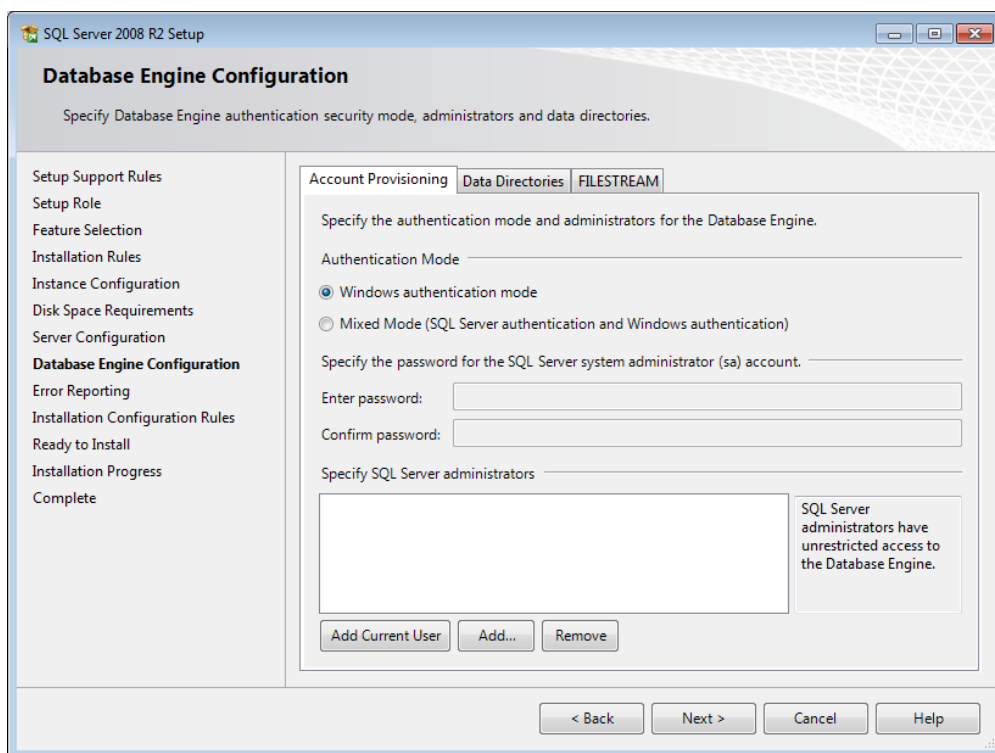 SQL Server 2008 R2 Setup
Database Engine Configuration
Specify Database Engine authentication security mode, administrators and data directories.
Setup Support Rules
Setup Role
Feature Selection
Installation Rules
Instance Configuration
Disk Space Requirements
Server Configuration
Database Engine Configuration
Error Reporting
Installation Configuration Rules
Ready to Install
Installation Progress
Complete
Account Provisioning Data Directories FILESTREAM
Specify the authentication mode and administrators for the Database Engine.
Authentication Mode
Windows authentication mode
Mixed Mode (SQL Server authentication and Windows authentication)
Specify the password for the SQL Server system administrator (sa) account.
Enter password:
Confirm password:
Specify SQL Server administrators
SQL Server
administrators have
unrestricted access to
the Database Engine.
Add Current User Add... Remove
< Back Next > Cancel Help